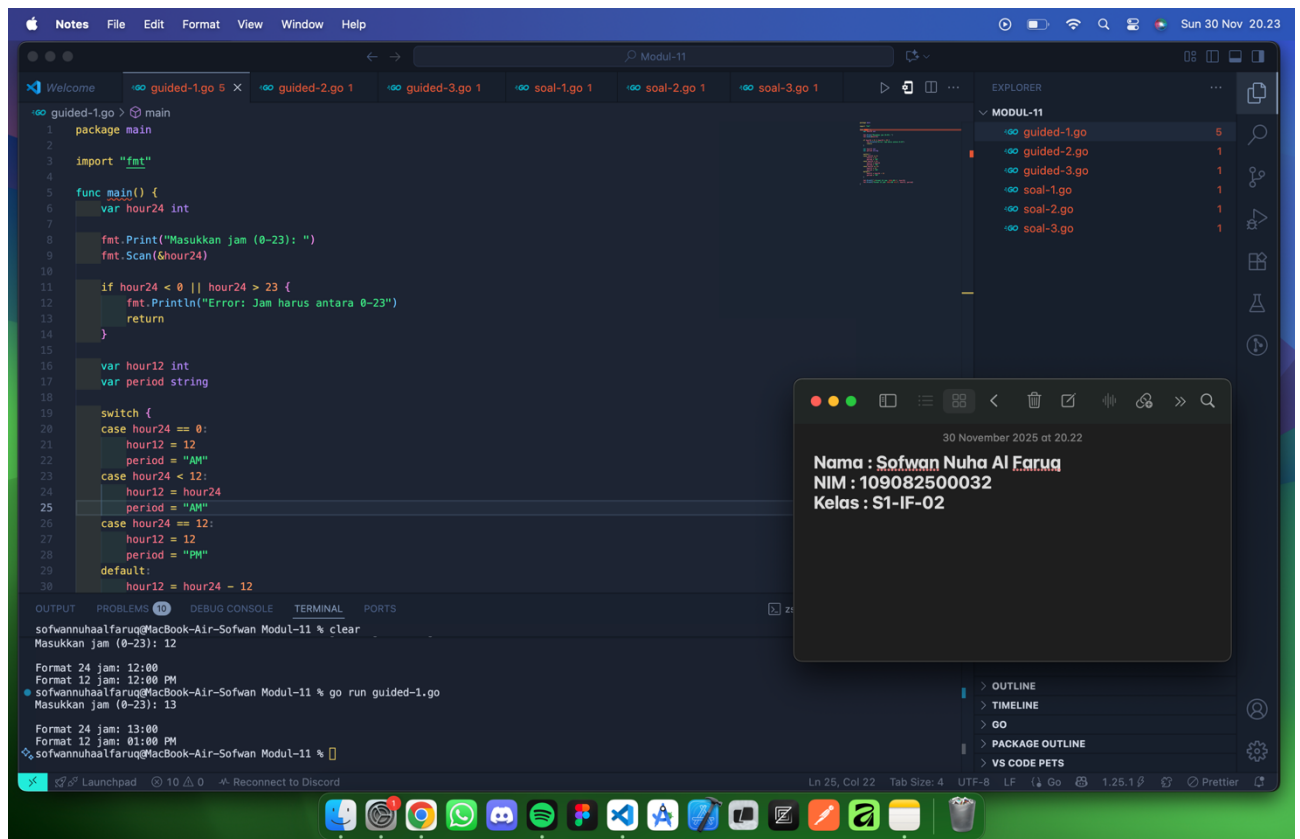 Notes File Edit Format View Window Help
Sun 30 Nov 20.23
Modul-11
Welcome
guided-1.go 5
guided-2.go 1
guided-3.go 1
soal-1.go 1
soal-2.go 1
soal-3.go 1
guided-1.go > main
1 package main
2
3 import "fmt"
4
5 func main() {
6 var hour24 int
7
8 fmt.Print("Masukkan jam (0-23): ")
9 fmt.Scan(&hour24)
10
11 if hour24 < 0 || hour24 > 23 {
12 fmt.Println("Error: Jam harus antara 0-23")
13 return
14 }
15
16 var hour12 int
17 var period string
18
19 switch {
20 case hour24 == 0:
21 hour12 = 12
22 period = "AM"
23 case hour24 < 12:
24 hour12 = hour24
25 period = "AM"
26 case hour24 == 12:
27 hour12 = 12
28 period = "PM"
29 default:
30 hour12 = hour24 - 12
EXPLORER
MODUL-11
guided-1.go 5
guided-2.go 1
guided-3.go 1
soal-1.go 1
soal-2.go 1
soal-3.go 1
30 November 2025 at 20.22
Nama : Sofwan Nuha Al Faruq
NIM : 109082500032
Kelas : S1-IF-02
OUTPUT PROBLEMS 10 DEBUG CONSOLE TERMINAL PORTS
sofwannuhaalfaruq@MacBook-Air-Sofwan Modul-11 % clear
Masukkan jam (0-23): 12
Format 24 jam: 12:00
Format 12 jam: 12:00 PM
sofwannuhaalfaruq@MacBook-Air-Sofwan Modul-11 % go run guided-1.go
Masukkan jam (0-23): 13
Format 24 jam: 13:00
Format 12 jam: 01:00 PM
sofwannuhaalfaruq@MacBook-Air-Sofwan Modul-11 %
OUTLINE
TIMELINE
GO
PACKAGE OUTLINE
VS CODE PETS
Launchpad 10 0 Reconnect to Discord
Ln 25, Col 22 Tab Size: 4 UTF-8 LF Go 1.25.1 Prettier
1